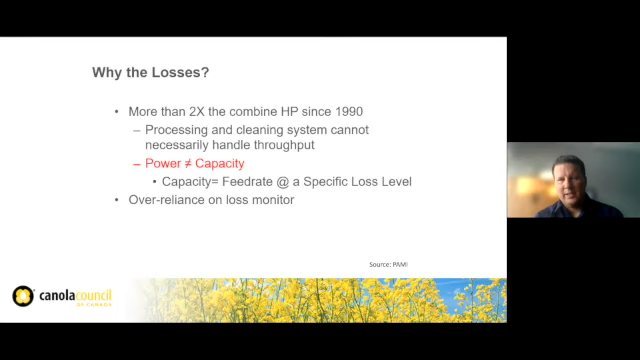 Why the Losses?
• More than 2X the combine HP since 1990
– Processing and cleaning system cannot
necessarily handle throughput
– Power ≠ Capacity
• Capacity= Feedrate @ a Specific Loss Level
• Over-reliance on loss monitor
Source; PAMI
canolacouncil
OF CANADA